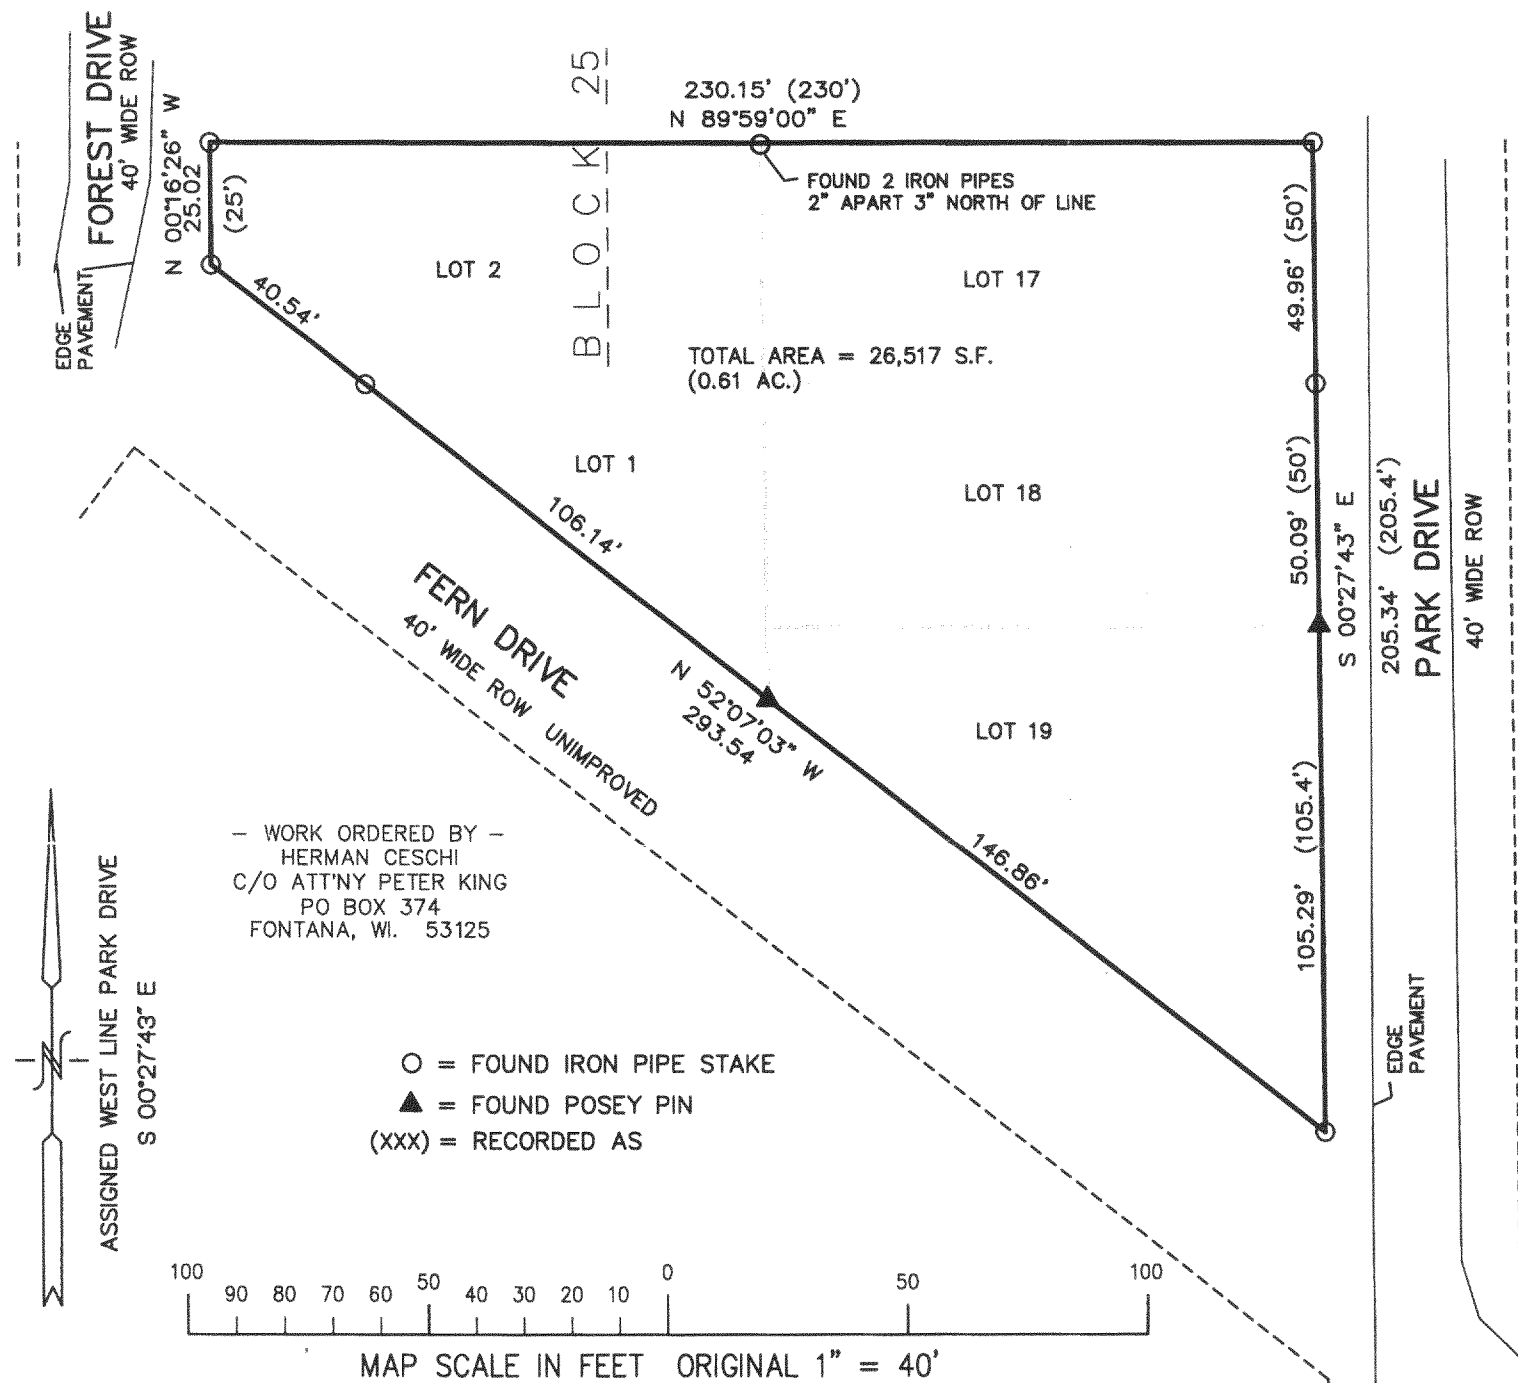 FOREST DRIVE
40' WIDE ROW
N 00°16'26" W
25.02
(25')
EDGE
PAVEMENT
BLOCK 25
230.15' (230')
N 89°59'00" E
FOUND 2 IRON PIPES
2" APART 3" NORTH OF LINE
LOT 2
LOT 17
40.54'
49.96' (50')
TOTAL AREA = 26,517 S.F.
(0.61 AC.)
LOT 1
LOT 18
106.14'
50.09' (50')
S 00°27'43" E
205.34' (205.4')
PARK DRIVE
40' WIDE ROW
FERN DRIVE
40' WIDE ROW UNIMPROVED
N 52°07'03" W
293.54
LOT 19
146.86'
105.29' (105.4')
EDGE
PAVEMENT
— WORK ORDERED BY —
HERMAN CESCHI
C/O ATT'NY PETER KING
PO BOX 374
FONTANA, WI. 53125
N
ASSIGNED WEST LINE PARK DRIVE
S 00°27'43" E
O = FOUND IRON PIPE STAKE
▲ = FOUND POSEY PIN
(XXX) = RECORDED AS
100 90 80 70 60 50 40 30 20 10 0 50 100
MAP SCALE IN FEET ORIGINAL 1" = 40'